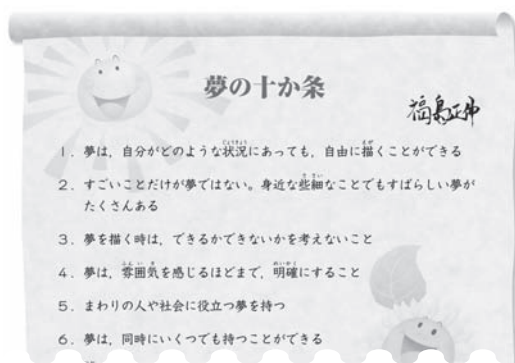 夢の十か条
福島正伸
1. 夢は，自分がどのような状況にあっても，自由に描くことができる
2. すごいことだけが夢ではない。身近な些細なことでもすばらしい夢が
たくさんある
3. 夢を描く時は，できるかできないかを考えないこと
4. 夢は，雰囲気を感じるほどまで，明確にすること
5. まわりの人や社会に役立つ夢を持つ
6. 夢は，同時にいくつでも持つことができる